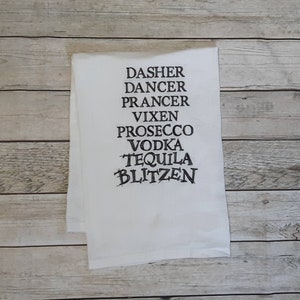 DASHER
DANCER
PRANCER
VIXEN
PROSECCO
VODKA
TEQUILA
BLITZEN